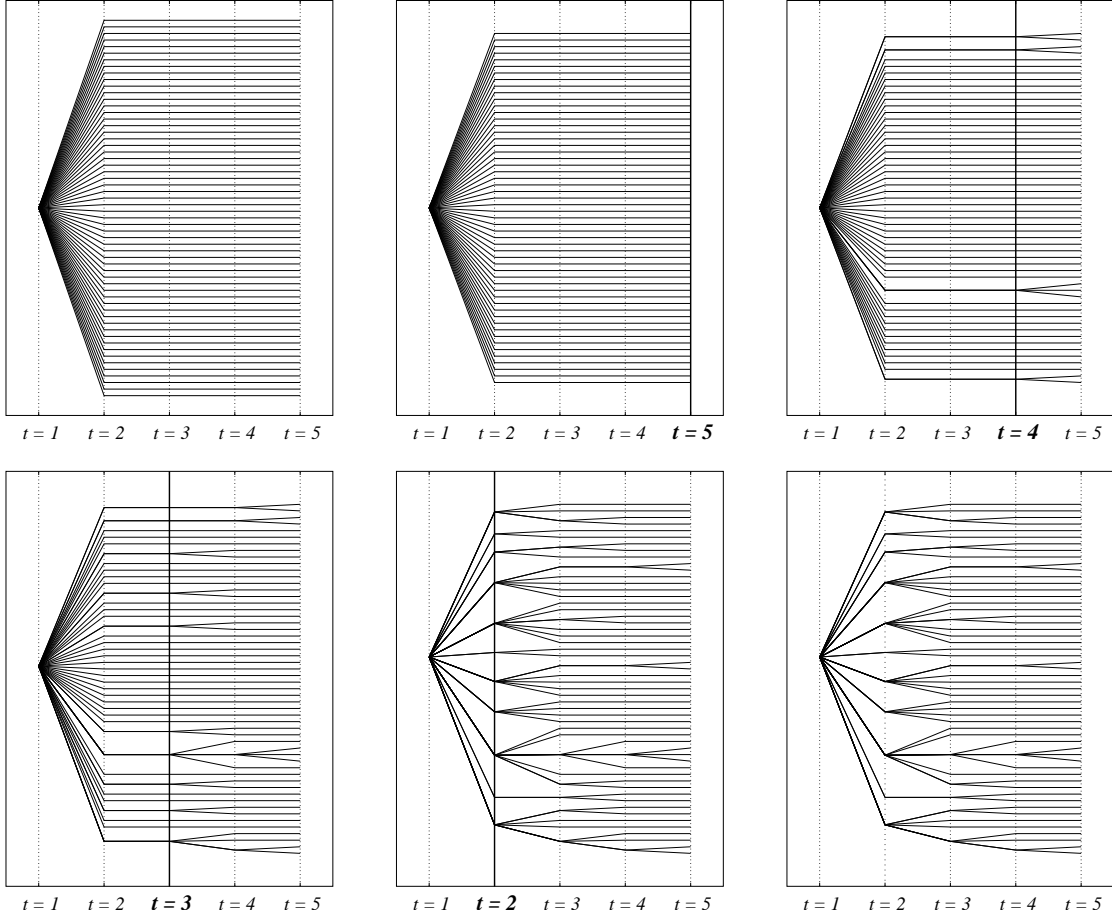 t = 1 t = 2 t = 3 t = 4 t = 5 t = 1 t = 2 t = 3 t = 4 t = 5 t = 1 t = 2 t = 3 t = 4 t = 5
t = 1 t = 2 t = 3 t = 4 t = 5 t = 1 t = 2 t = 3 t = 4 t = 5 t = 1 t = 2 t = 3 t = 4 t = 5